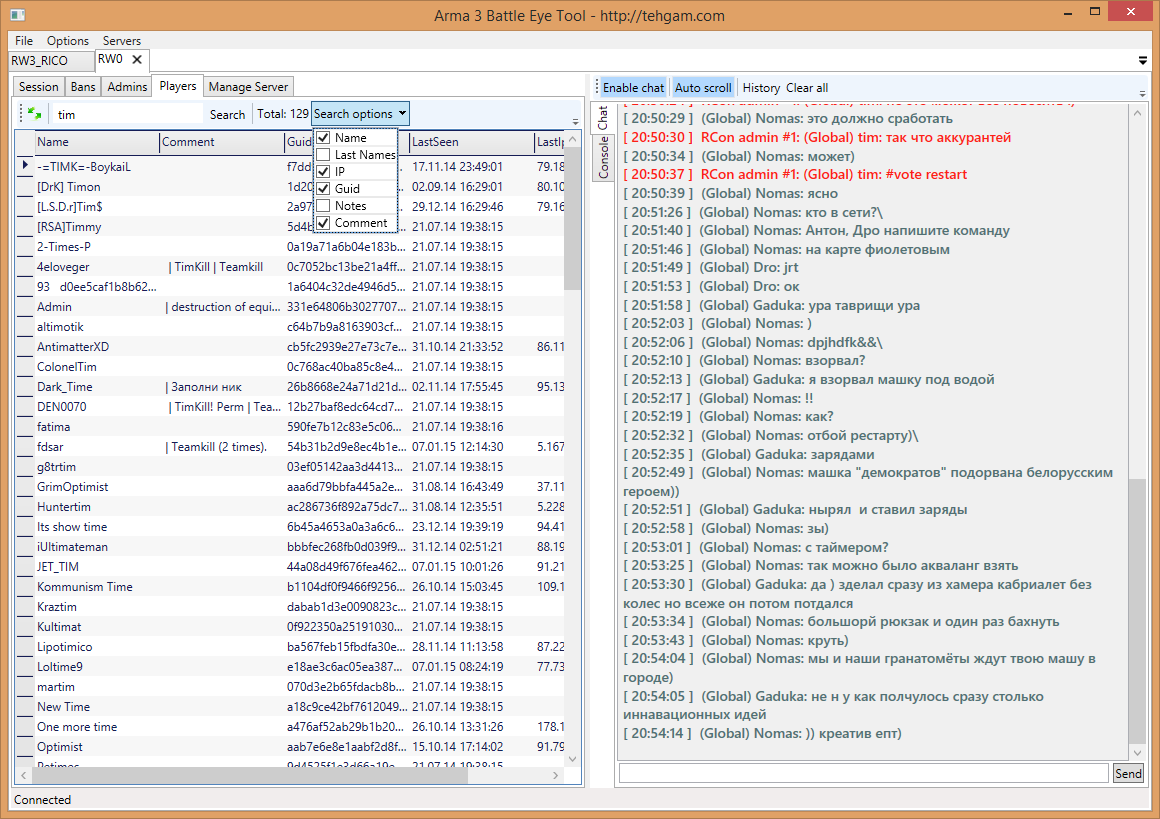 Arma 3 Battle Eye Tool - http://tehgam.com
File Options Servers
RW3_RICO RW0
Session Bans Admins Players Manage Server
tim Search Total: 129 Search options
Name
Last Names
IP
Guid
Notes
Comment
Name Comment Guid LastSeen LastIp
-=TIMK=-BoykaiL f7dd 17.11.14 23:49:01 79.18
[DrK] Timon 1d20 02.09.14 16:29:01 80.10
[L.S.D.r]Tim$ 2a97 29.12.14 16:29:46 79.16
[RSA]Timmy 5d4b 21.07.14 19:38:15
2-Times-P 0a19a71a6b04e183b... 21.07.14 19:38:15
4eloveger | TimKill | Teamkill 0c7052bc13be21a4ff... 21.07.14 19:38:15
93 d0ee5caf1b8b62... 1a6404c32de4946d5... 21.07.14 19:38:15
Admin | destruction of equi... 331e64806b3027707... 21.07.14 19:38:15
altimotik c64b7b9a8163903cf... 21.07.14 19:38:15
AntimatterXD cb5fc2939e27e73c7e... 31.10.14 21:33:52 86.11
ColonelTim 0c768ac40ba85c8e4... 21.07.14 19:38:15
Dark_Time | Заполни ник 26b8668e24a71d21d... 02.11.14 17:55:45 95.13
DEN0070 | TimKill! Perm | Tea... 12b27baf8edc64cd7... 21.07.14 19:38:15
fatima 590fe7b12c83e5c06... 21.07.14 19:38:16
fdsar | Teamkill (2 times). 54b31b2d9e8ec4b1e... 07.01.15 12:14:30 5.167
g8trtim 03ef05142aa3d4413... 21.07.14 19:38:15
GrimOptimist aaa6d79bbfa445a2e... 31.08.14 16:43:49 37.11
Huntertim ac286736f892a75dc7... 31.08.14 12:35:51 5.228
Its show time 6b45a4653a0a3a6c6... 23.12.14 19:39:19 94.41
iUltimateman bbbfec268fb0d039f9... 31.12.14 02:51:21 88.19
JET_TIM 44a08d49f676fea462... 07.01.15 10:01:26 91.21
Kommunism Time b1104df0f9466f9256... 26.10.14 15:03:45 109.1
Kraztim dabab1d3e0090823c... 21.07.14 19:38:15
Kultimat 0f922350a25191030... 21.07.14 19:38:15
Lipotimico ba567feb15fbdfa30e... 28.11.14 11:13:58 87.22
Loltime9 e18ae3c6ac05ea387... 07.01.15 08:24:19 77.73
martim 070d3e2b65fdacb8b... 21.07.14 19:38:15
New Time a18c9ce42bf7612049... 21.07.14 19:38:15
One more time a476af52ab29b1b20... 26.10.14 13:31:26 178.1
Optimist aab7e6e8e1aabf2d8f... 15.10.14 17:14:02 91.79
Connected
Enable chat Auto scroll History Clear all
Chat
Console
[ 20:50:29 ] (Global) Nomas: это должно сработать
[ 20:50:30 ] RCon admin #1: (Global) tim: так что аккурантей
[ 20:50:34 ] (Global) Nomas: может)
[ 20:50:37 ] RCon admin #1: (Global) tim: #vote restart
[ 20:50:39 ] (Global) Nomas: ясно
[ 20:51:26 ] (Global) Nomas: кто в сети?\
[ 20:51:40 ] (Global) Nomas: Антон, Дро напишите команду
[ 20:51:46 ] (Global) Nomas: на карте фиолетовым
[ 20:51:49 ] (Global) Dro: jrt
[ 20:51:53 ] (Global) Dro: ок
[ 20:51:58 ] (Global) Gaduka: ура таврищи ура
[ 20:52:03 ] (Global) Nomas: )
[ 20:52:06 ] (Global) Nomas: dpjhdfk&&\
[ 20:52:10 ] (Global) Nomas: взорвал?
[ 20:52:13 ] (Global) Gaduka: я взорвал машку под водой
[ 20:52:17 ] (Global) Nomas: !!
[ 20:52:19 ] (Global) Nomas: как?
[ 20:52:32 ] (Global) Nomas: отбой рестарту)\
[ 20:52:35 ] (Global) Gaduka: зарядами
[ 20:52:49 ] (Global) Nomas: машка "демократов" подорвана белорусским
героем))
[ 20:52:51 ] (Global) Gaduka: нырял и ставил заряды
[ 20:52:58 ] (Global) Nomas: зы)
[ 20:53:01 ] (Global) Nomas: с таймером?
[ 20:53:25 ] (Global) Nomas: так можно было акваланг взять
[ 20:53:30 ] (Global) Gaduka: да ) зделал сразу из хамера кабриалет без
колес но всеже он потом потдался
[ 20:53:34 ] (Global) Nomas: большорй рюкзак и один раз бахнуть
[ 20:53:43 ] (Global) Nomas: круть)
[ 20:54:04 ] (Global) Nomas: мы и наши гранатомёты ждут твою машу в
городе)
[ 20:54:05 ] (Global) Gaduka: не н у как полчулось сразу столько
иннавационных идей
[ 20:54:14 ] (Global) Nomas: )) креатив епт)
Send